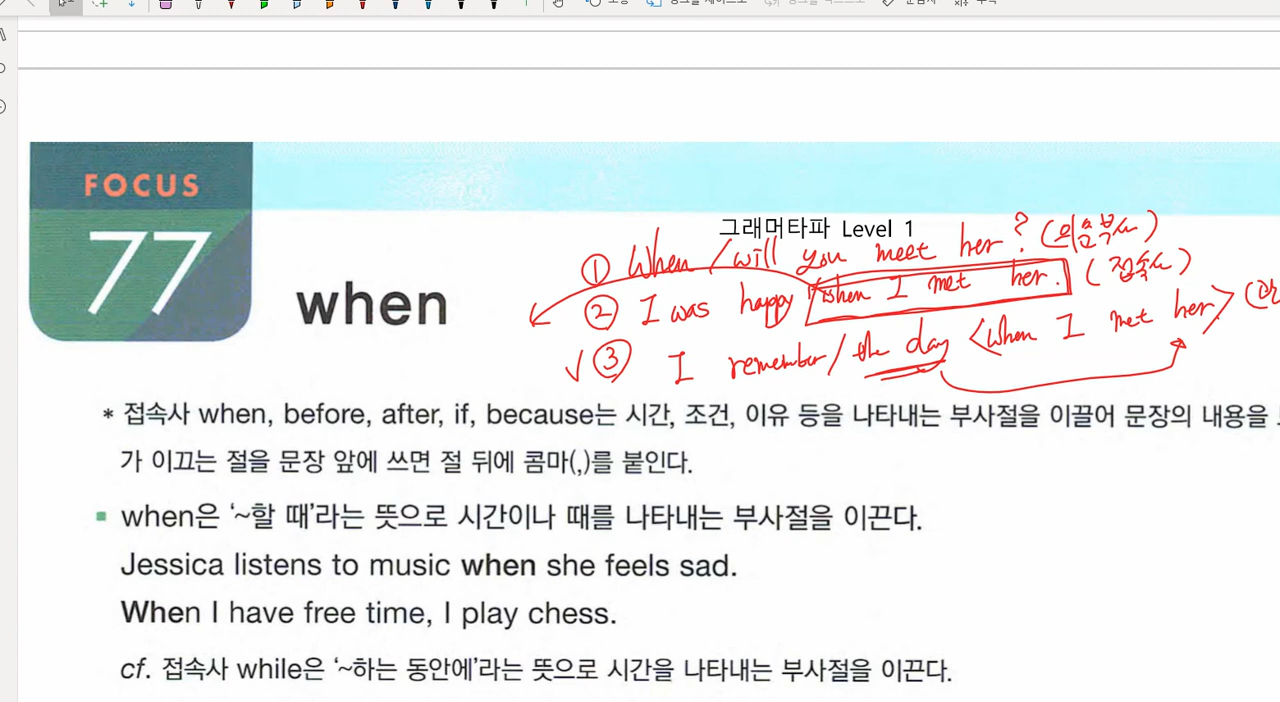 FOCUS
77
when
그래머타파 Level 1
① When / will you meet her? (의문부사)
② I was happy when I met her. (접속사)
✓ ③ I remember / the day <when I met her>
* 접속사 when, before, after, if, because는 시간, 조건, 이유 등을 나타내는 부사절을 이끌어 문장의 내용을
가 이끄는 절을 문장 앞에 쓰면 절 뒤에 콤마(,)를 붙인다.
▪ when은 ‘~할 때’라는 뜻으로 시간이나 때를 나타내는 부사절을 이끈다.
Jessica listens to music when she feels sad.
When I have free time, I play chess.
cf. 접속사 while은 ‘~하는 동안에’라는 뜻으로 시간을 나타내는 부사절을 이끈다.